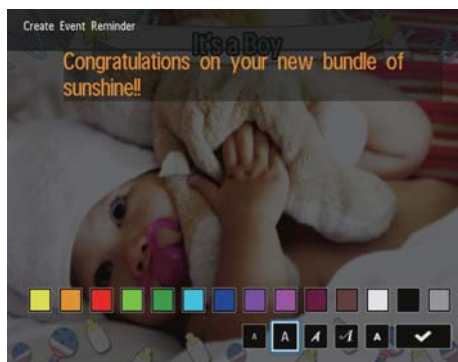 Create Event Reminder
It's a Boy
Congratulations on your new bundle of
sunshine!!
A A A A A ✔